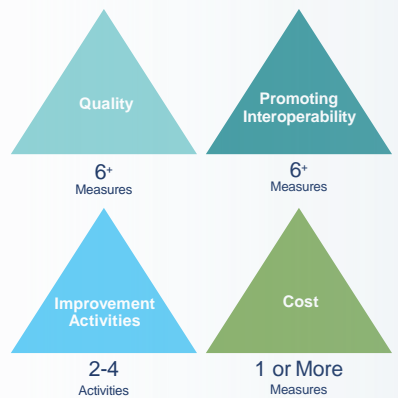 Quality
6+
Measures
Promoting
Interoperability
6+
Measures
Improvement
Activities
2-4
Activities
Cost
1 or More
Measures